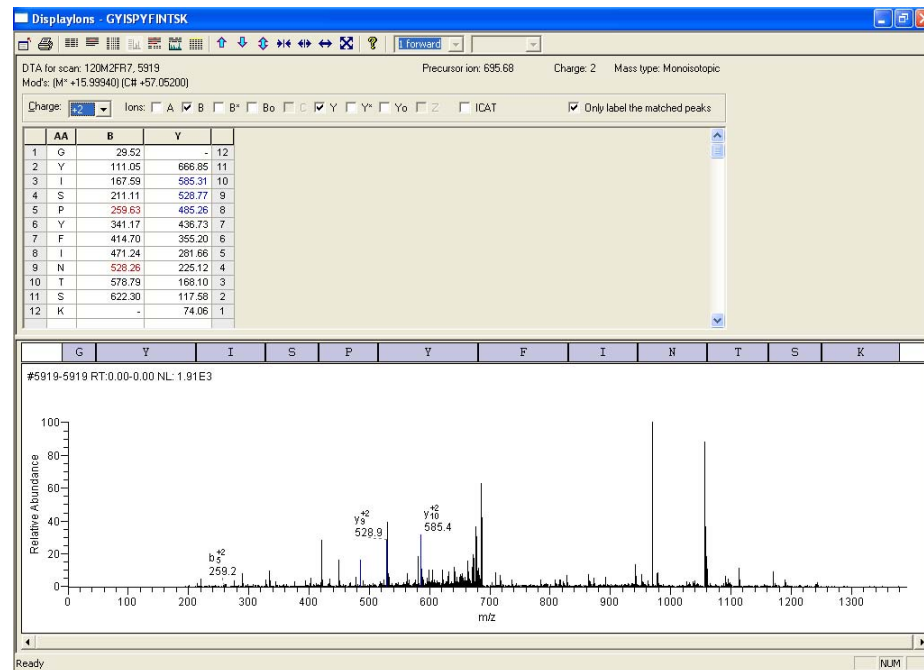 DisplayIons - GYISPYFINTSK
1 forward
DTA for scan: 120M2FR7, 5919 Precursor ion: 695.68 Charge: 2 Mass type: Monoisotopic
Mod's: (M* +15.99940) (C# +57.05200)
Charge: +2 Ions: A B B* Bo C Y Y* Yo Z ICAT Only label the matched peaks
AA B Y
1 G 29.52 - 12
2 Y 111.05 666.85 11
3 I 167.59 585.31 10
4 S 211.11 528.77 9
5 P 259.63 485.26 8
6 Y 341.17 436.73 7
7 F 414.70 355.20 6
8 I 471.24 281.66 5
9 N 528.26 225.12 4
10 T 578.79 168.10 3
11 S 622.30 117.58 2
12 K - 74.06 1
G Y I S P Y F I N T S K
#5919-5919 RT:0.00-0.00 NL: 1.91E3
Relative Abundance
100
80
60
40
20
0
y9+2
528.9
y10+2
585.4
b5+2
259.2
0 100 200 300 400 500 600 700 800 900 1000 1100 1200 1300
m/z
Ready NUM